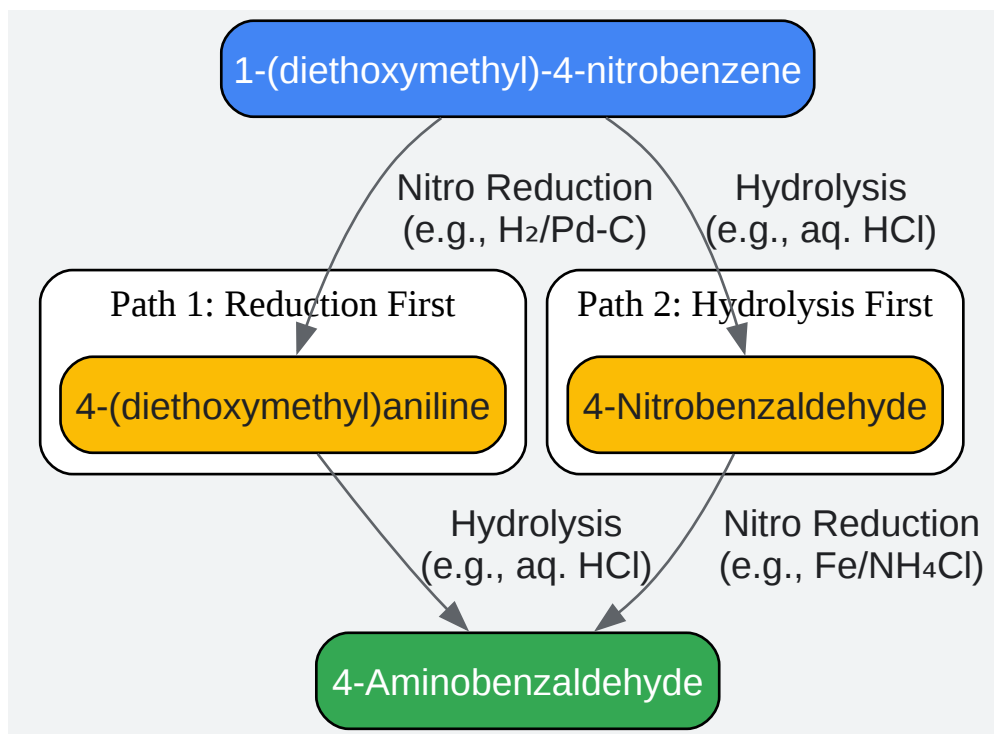 1-(diethoxymethyl)-4-nitrobenzene
Nitro Reduction
(e.g., H₂/Pd-C)
Hydrolysis
(e.g., aq. HCl)
Path 1: Reduction First
4-(diethoxymethyl)aniline
Path 2: Hydrolysis First
4-Nitrobenzaldehyde
Hydrolysis
(e.g., aq. HCl)
Nitro Reduction
(e.g., Fe/NH₄Cl)
4-Aminobenzaldehyde